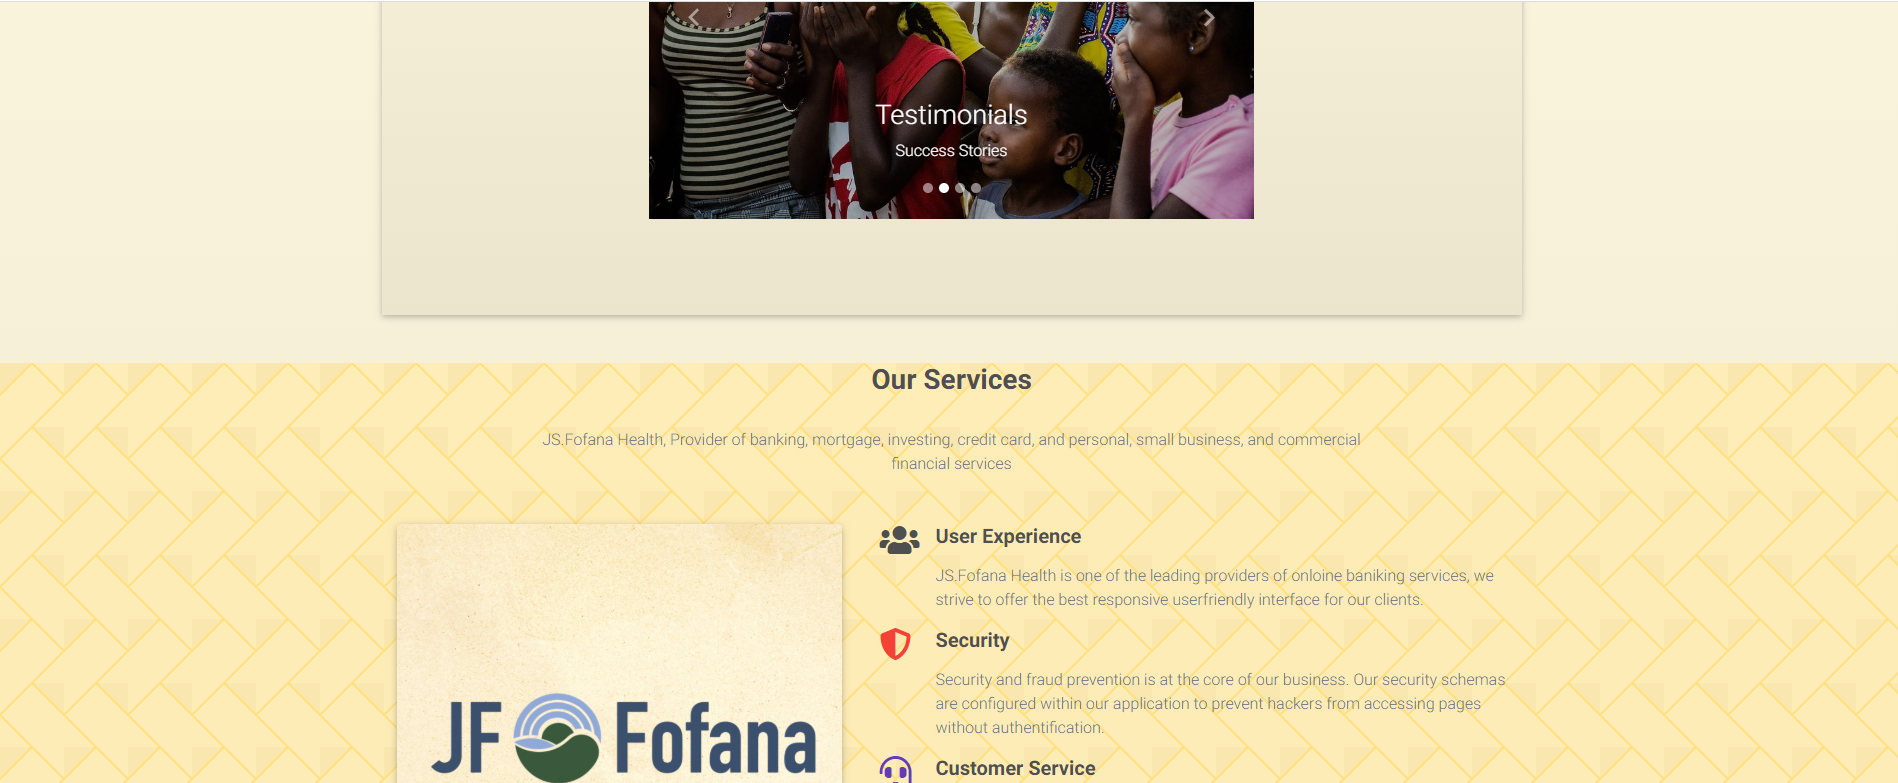 Testimonials
Success Stories
Our Services
JS.Fofana Health, Provider of banking, mortgage, investing, credit card, and personal, small business, and commercial
financial services
User Experience
JS.Fofana Health is one of the leading providers of onloine baniking services, we
strive to offer the best responsive userfriendly interface for our clients.
Security
Security and fraud prevention is at the core of our business. Our security schemas
are configured within our application to prevent hackers from accessing pages
without authentification.
JF Fofana
Customer Service